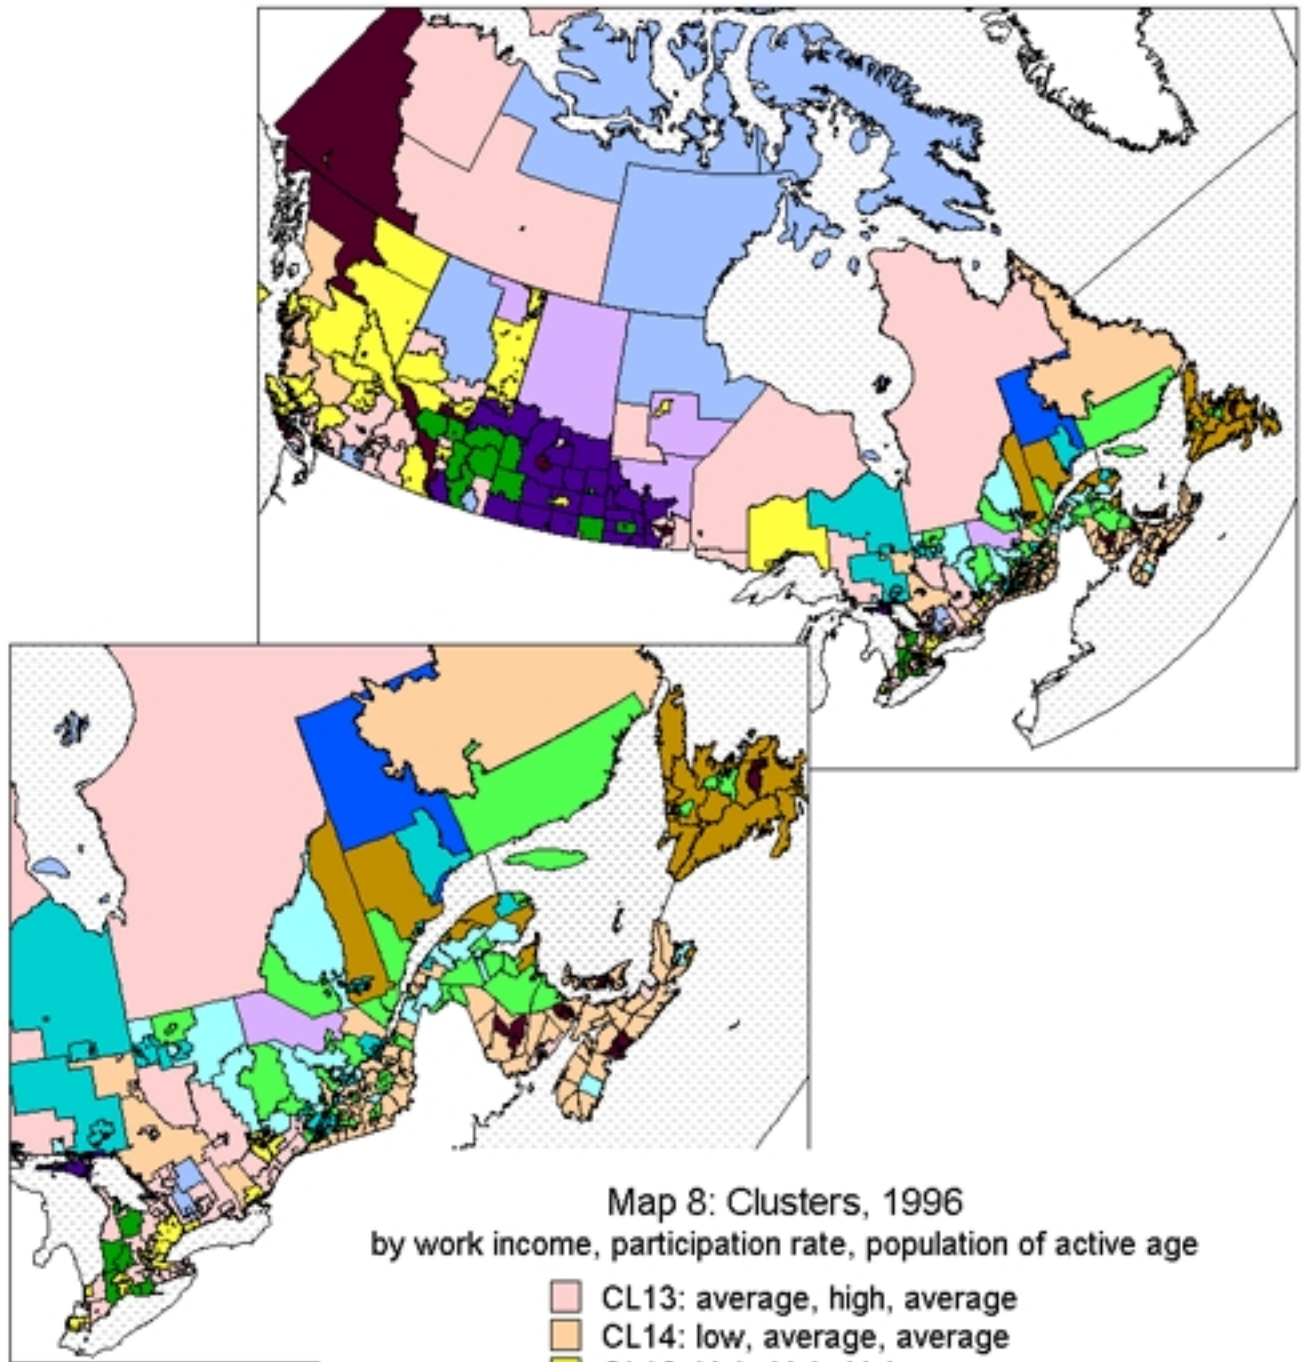 Map 8: Clusters, 1996
by work income, participation rate, population of active age
CL13: average, high, average
CL14: low, average, average